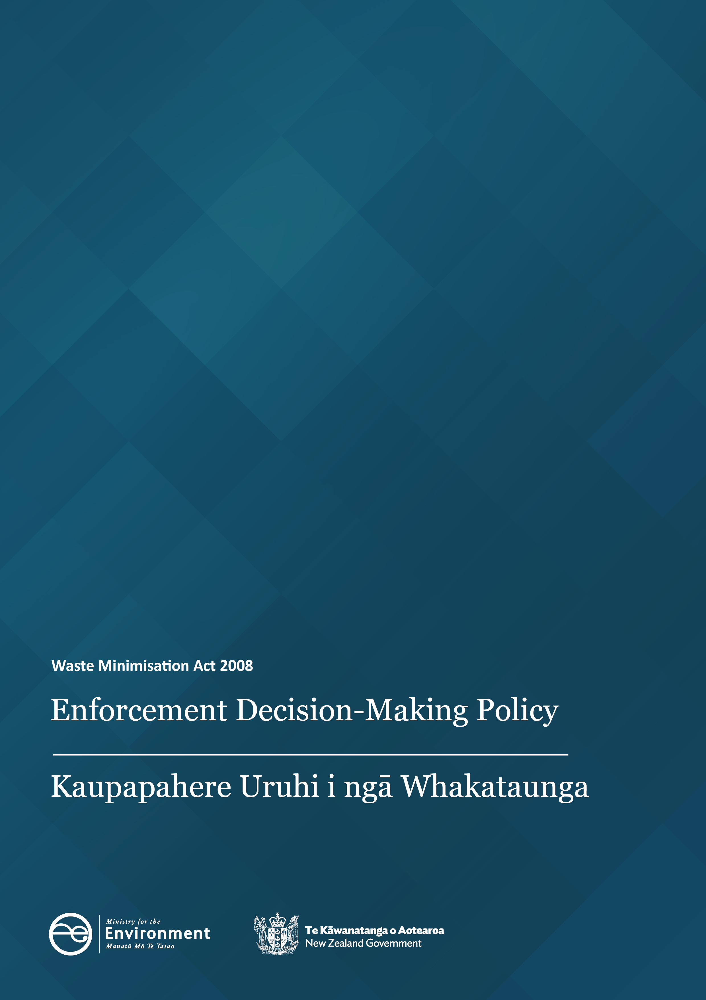 Waste Minimisation Act 2008
Enforcement Decision-Making Policy
Kaupapahere Uruhi i ngā Whakataunga
Ministry for the
Environment
Manatū Mō Te Taiao
NEW ZEALAND
Te Kāwanatanga o Aotearoa
New Zealand Government